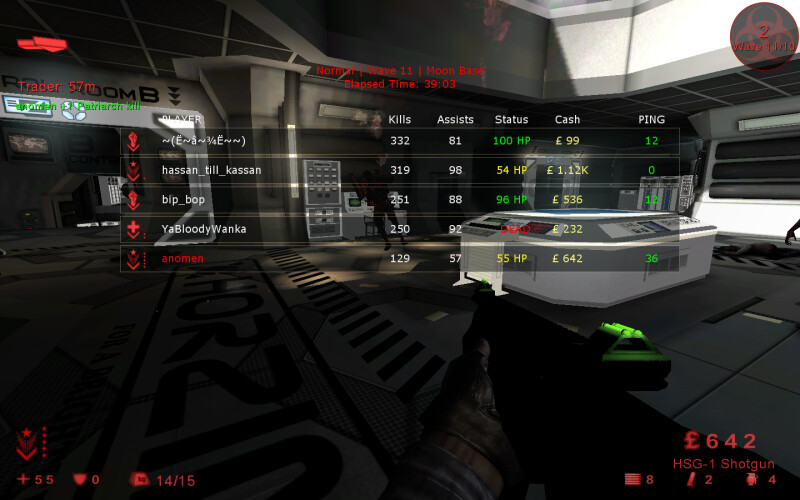 2
Wave 11/10
Normal | Wave 11 | Moon Base
Elapsed Time: 39:03
Trader 57m
anomen +1 Patriarch kill
B
PLAYER Kills Assists Status Cash PING
~(Ë~å~¾Ë~~) 332 81 100 HP £ 99 12
hassan_till_kassan 319 98 54 HP £ 1.12K 0
bip_bop 251 88 96 HP £ 536 12
YaBloodyWanka 250 92 DEAD £ 232
anomen 129 57 55 HP £ 642 36
HORZINE
FOR A
£642
HSG-1 Shotgun
55 0 14/15 8 2 4